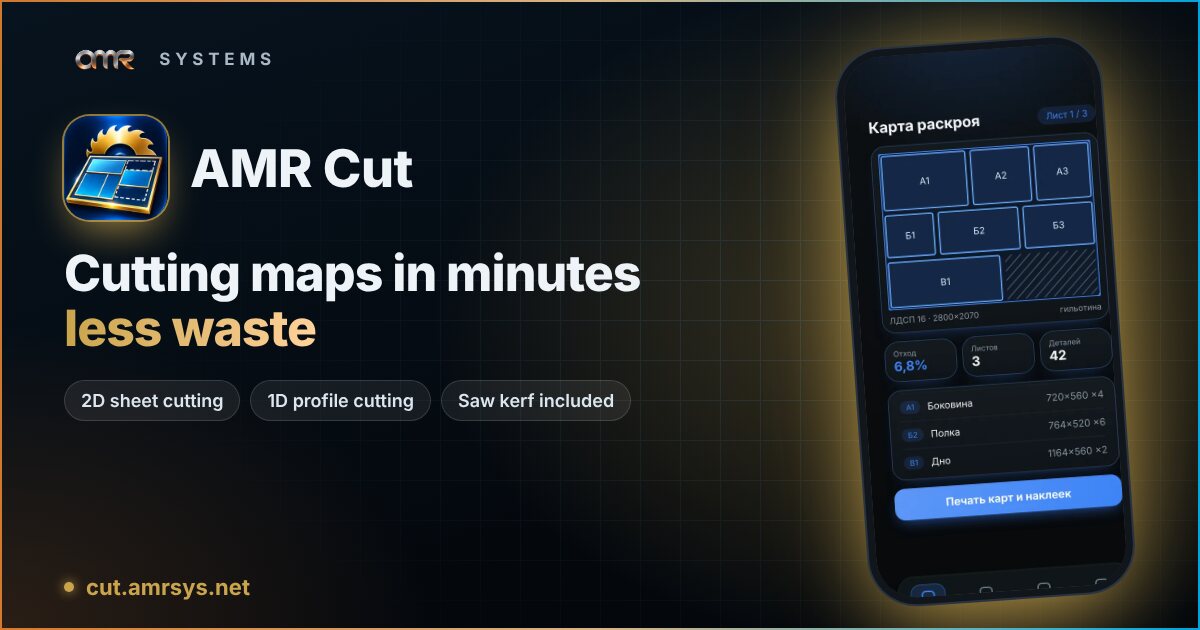 AMR SYSTEMS
AMR Cut
Cutting maps in minutes
less waste
2D sheet cutting
1D profile cutting
Saw kerf included
cut.amrsys.net
Карта раскроя
Лист 1 / 3
А1
А2
А3
Б1
Б2
Б3
В1
ЛДСП 16 · 2800×2070
гильотина
Отход
6,8%
Листов
3
Деталей
42
А1 Боковина 720×560 ×4
Б2 Полка 764×520 ×6
В1 Дно 1164×560 ×2
Печать карт и наклеек